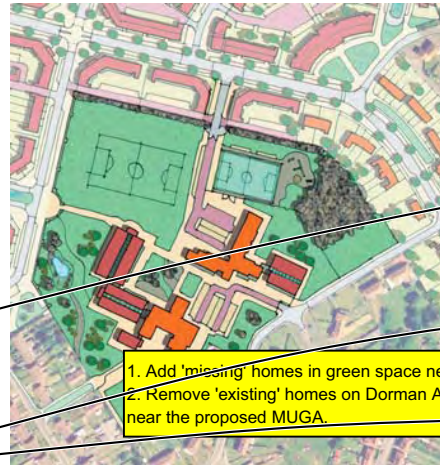 1. Add 'missing' homes in green space ne
2. Remove 'existing' homes on Dorman A
near the proposed MUGA.